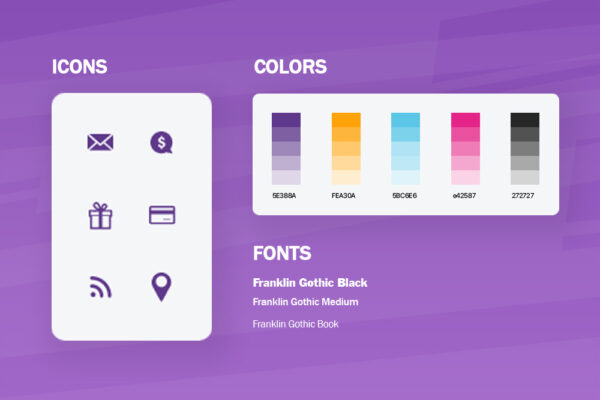 ICONS
COLORS
$
5E388A
FEA30A
5BC6E6
e42587
272727
FONTS
Franklin Gothic Black
Franklin Gothic Medium
Franklin Gothic Book